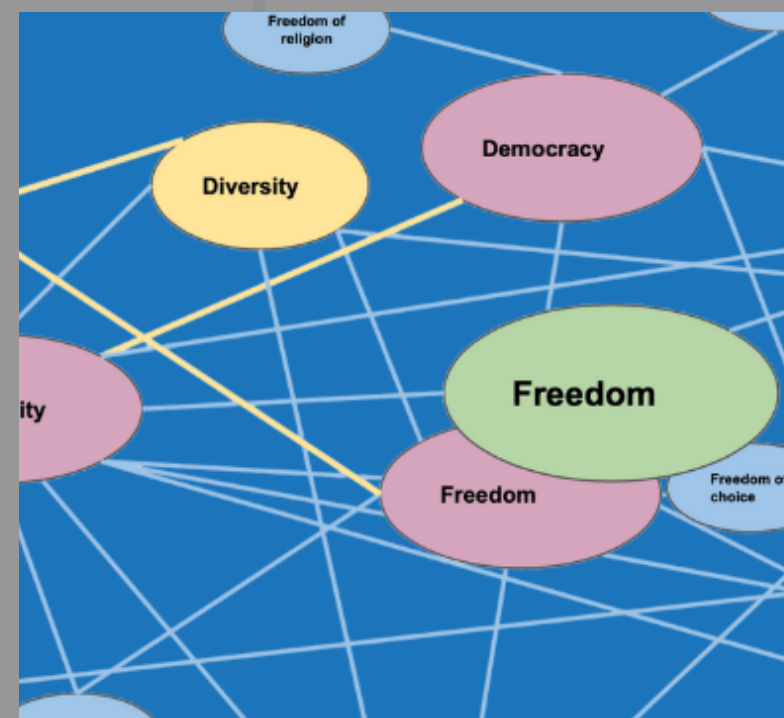 Freedom of
religion
Democracy
Diversity
Freedom
ity
Freedom
Freedom of
choice